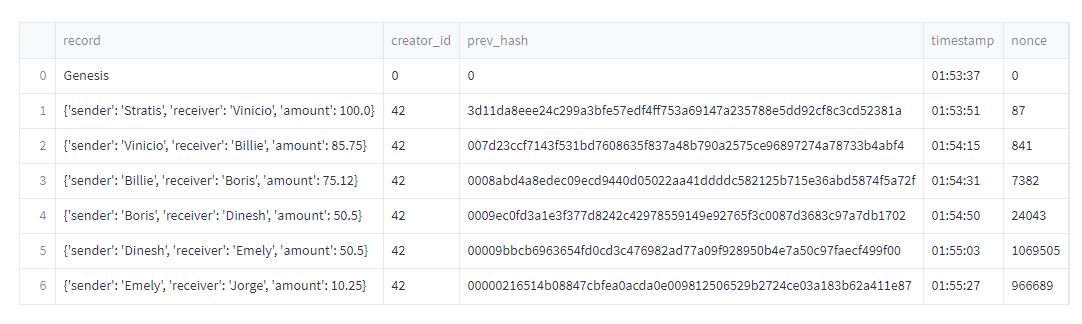 record creator_id prev_hash timestamp nonce
0 Genesis 0 0 01:53:37 0
1 {'sender': 'Stratis', 'receiver': 'Vinicio', 'amount': 100.0} 42 3d11da8eee24c299a3bfe57edf4ff753a69147a235788e5dd92cf8c3cd52381a 01:53:51 87
2 {'sender': 'Vinicio', 'receiver': 'Billie', 'amount': 85.75} 42 007d23ccf7143f531bd7608635f837a48b790a2575ce96897274a78733b4abf4 01:54:15 841
3 {'sender': 'Billie', 'receiver': 'Boris', 'amount': 75.12} 42 0008abd4a8edec09ecd9440d05022aa41ddddc582125b715e36abd5874f5a72f 01:54:31 7382
4 {'sender': 'Boris', 'receiver': 'Dinesh', 'amount': 50.5} 42 0009ec0fd3a1e3f377d8242c42978559149e92765f3c0087d3683c97a7db1702 01:54:50 24043
5 {'sender': 'Dinesh', 'receiver': 'Emely', 'amount': 50.5} 42 00009bbcb6963654fd0cd3c476982ad77a09f928950b4e7a50c97faecf499f00 01:55:03 1069505
6 {'sender': 'Emely', 'receiver': 'Jorge', 'amount': 10.25} 42 00000216514b08847cbfea0acda0e009812506529b2724ce03a183b62a411e87 01:55:27 966689